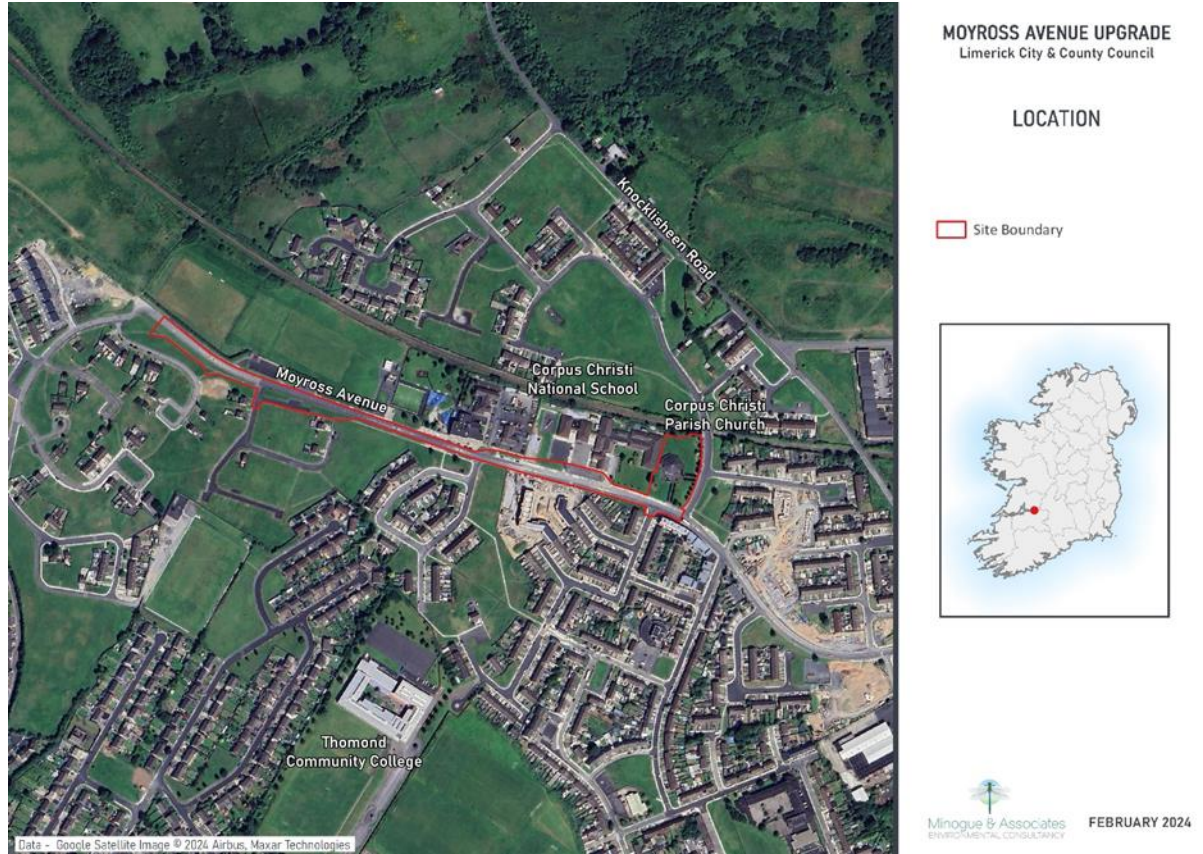 MOYROSS AVENUE UPGRADE
Limerick City & County Council
LOCATION
Site Boundary
Knocklisheen Road
Moyross Avenue
Corpus Christi
National School
Corpus Christi
Parish Church
Thomond
Community College
Data - Google Satellite Image © 2024 Airbus, Maxar Technologies
Minogue & Associates
ENVIRONMENTAL CONSULTANCY
FEBRUARY 2024